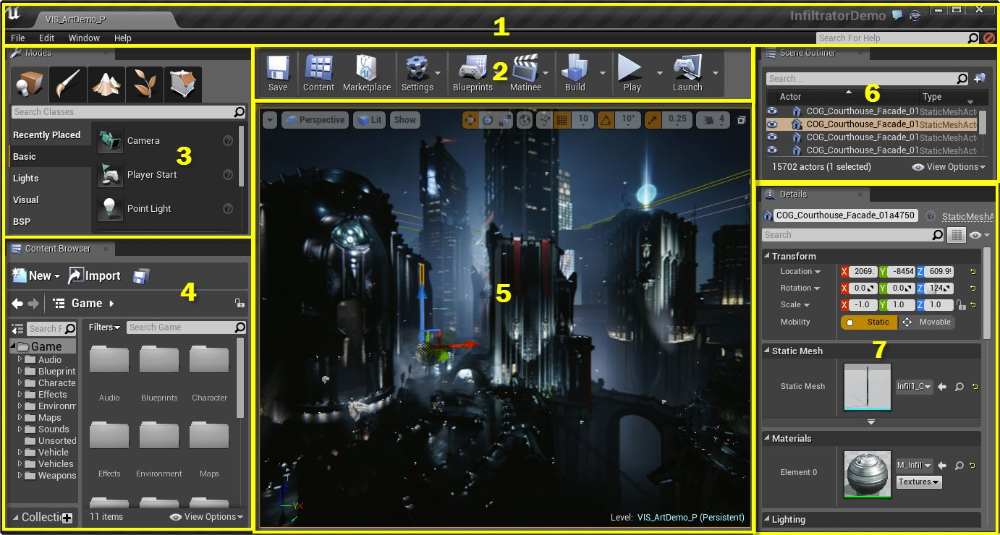 VIS_ArtDemo_P
InfiltratorDemo
File Edit Window Help
1
Search For Help
Modes
Search Classes
Recently Placed
Basic
Lights
Visual
BSP
Camera
Player Start
Point Light
3
Save Content Marketplace Settings Blueprints Matinee Build Play Launch
2
Content Browser
New Import
4
Game
Search F
Filters
Search Game
Game
Audio
Blueprint
Characte
Effects
Environm
Maps
Sounds
Unsorted
Vehicle
Vehicles
Weapons
Collectio
Audio Blueprints Character
Effects Environment Maps
11 items View Options
Perspective Lit Show 10 10° 0.25 4
5
Z
Y X
Level: VIS_ArtDemo_P (Persistent)
Scene Outliner
Search...
6
Actor Type
COG_Courthouse_Facade_01 StaticMeshAct
COG_Courthouse_Facade_01 StaticMeshAct
COG_Courthouse_Facade_01 StaticMeshAct
COG_Courthouse_Facade_01 StaticMeshAct
15702 actors (1 selected) View Options
Details
COG_Courthouse_Facade_01a4750 StaticMeshA
Search
Transform
Location X 2069. Y -8454 Z 609.99
Rotation X 0.0 Y 0.0 Z 124
Scale X -1.0 Y 1.0 Z 1.0
Mobility Static Movable
7
Static Mesh
Static Mesh Infil1_C
Materials
Element 0 M_Infil
Textures
Lighting